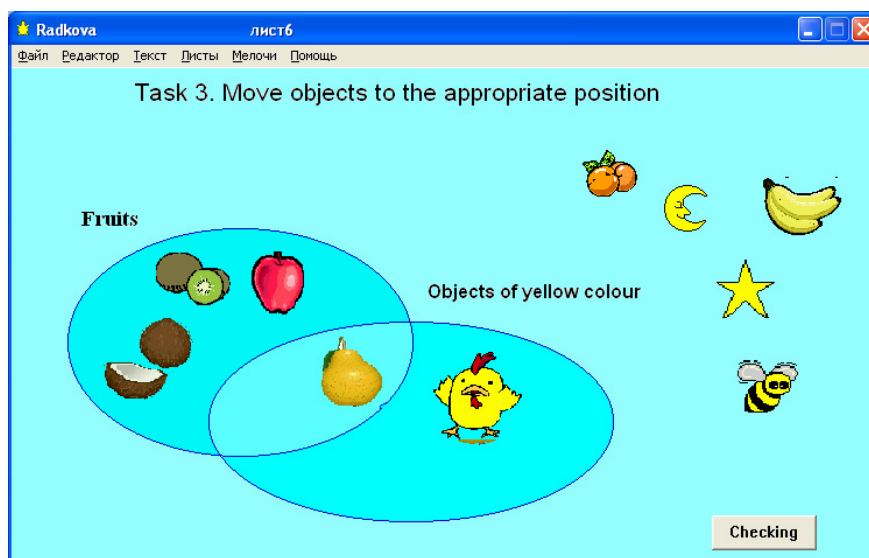 Radkova лист6
Файл Редактор Текст Листы Мелочи Помощь
Task 3. Move objects to the appropriate position
Fruits
Objects of yellow colour
Checking